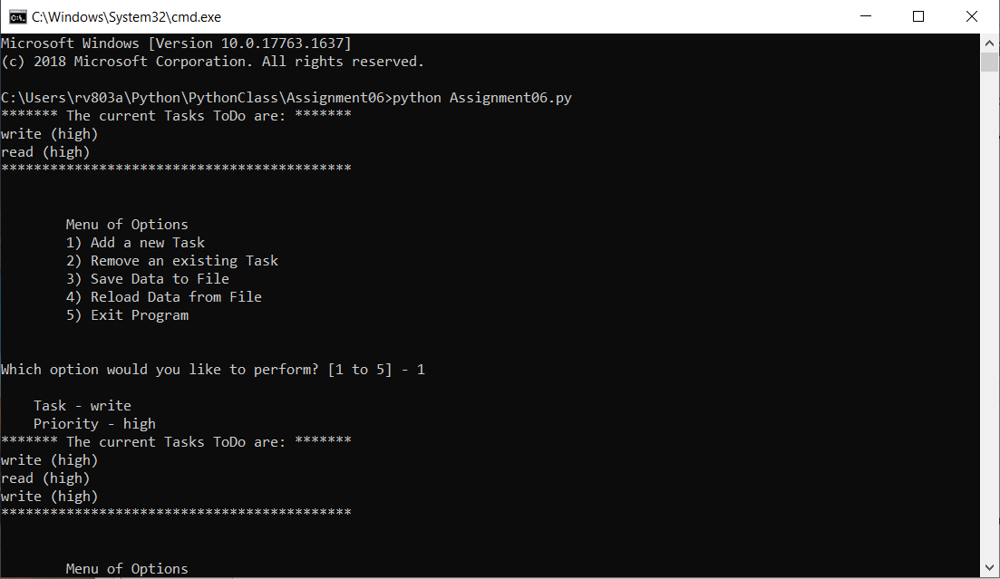 C:\Windows\System32\cmd.exe
Microsoft Windows [Version 10.0.17763.1637]
(c) 2018 Microsoft Corporation. All rights reserved.
C:\Users\rv803a\Python\PythonClass\Assignment06>python Assignment06.py
******* The current Tasks ToDo are: *******
write (high)
read (high)
*******************************************
Menu of Options
1) Add a new Task
2) Remove an existing Task
3) Save Data to File
4) Reload Data from File
5) Exit Program
Which option would you like to perform? [1 to 5] - 1
Task - write
Priority - high
******* The current Tasks ToDo are: *******
write (high)
read (high)
write (high)
*******************************************
Menu of Options